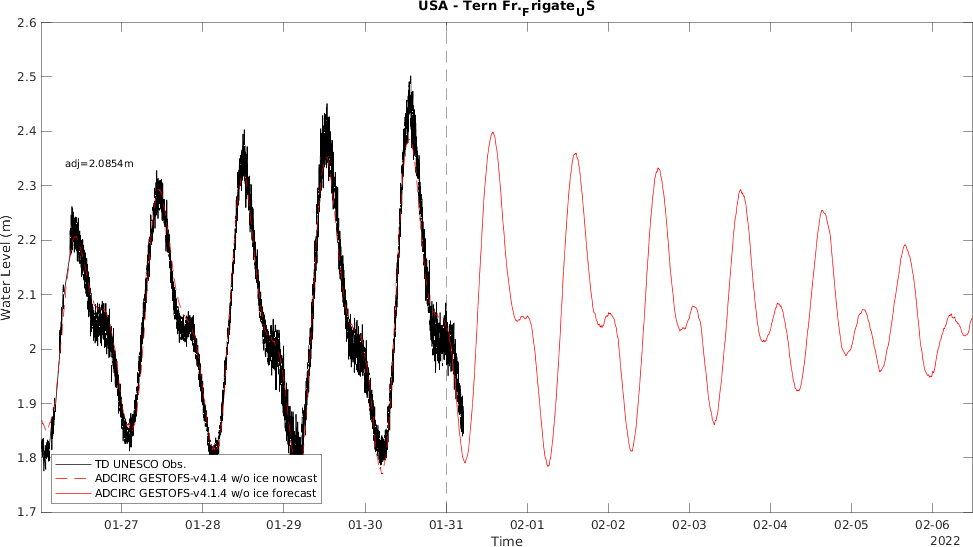 USA - Tern Fr.FrigateUS
2.6
2.5
2.4
adj=2.0854m
2.3
2.2
Water Level (m)
2.1
2
1.9
1.8
1.7
TD UNESCO Obs.
ADCIRC GESTOFS-v4.1.4 w/o ice nowcast
ADCIRC GESTOFS-v4.1.4 w/o ice forecast
01-27 01-28 01-29 01-30 01-31 02-01 02-02 02-03 02-04 02-05 02-06
Time
2022